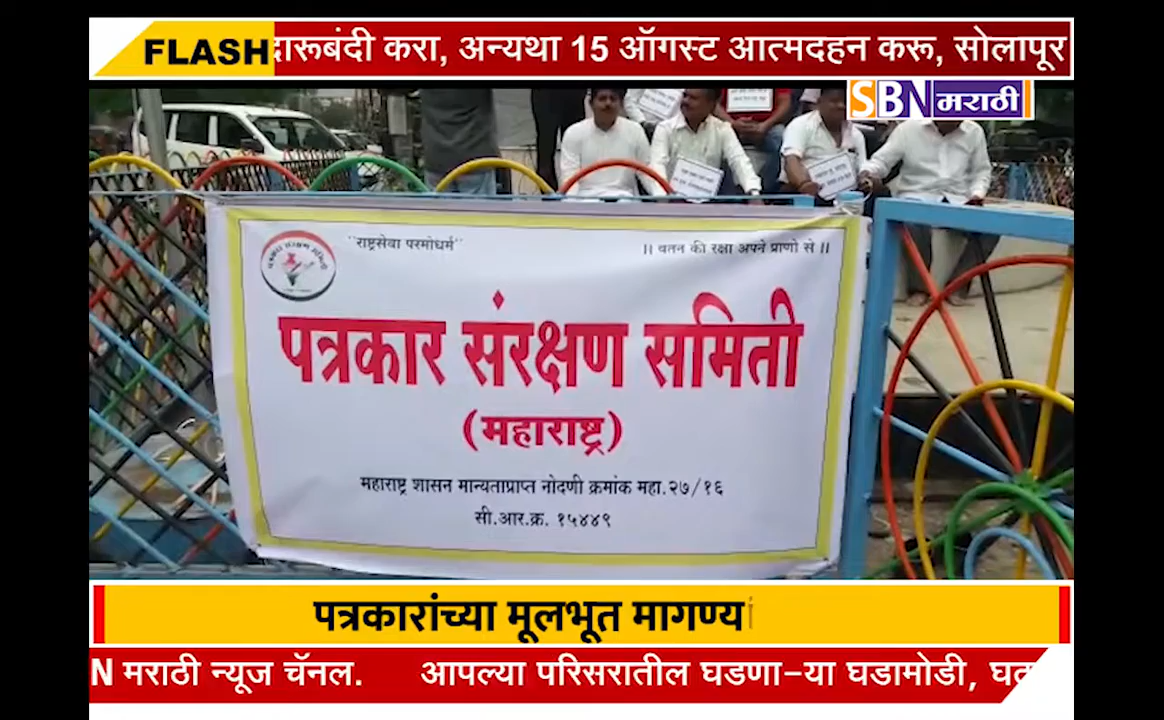 FLASH दारूबंदी करा, अन्यथा 15 ऑगस्ट आत्मदहन करू, सोलापूर
SBN मराठी
"राष्ट्रसेवा परमोधर्म"
।। वतन की रक्षा अपने प्राणो से ।।
पत्रकार संरक्षण समिती
(महाराष्ट्र)
महाराष्ट्र शासन मान्यताप्राप्त नोदणी क्रमांक महा.२७/१६
सी.आर.क्र. १५४४९
पत्रकारांच्या मूलभूत मागण्य
N मराठी न्यूज चॅनल. आपल्या परिसरातील घडणा-या घडामोडी,